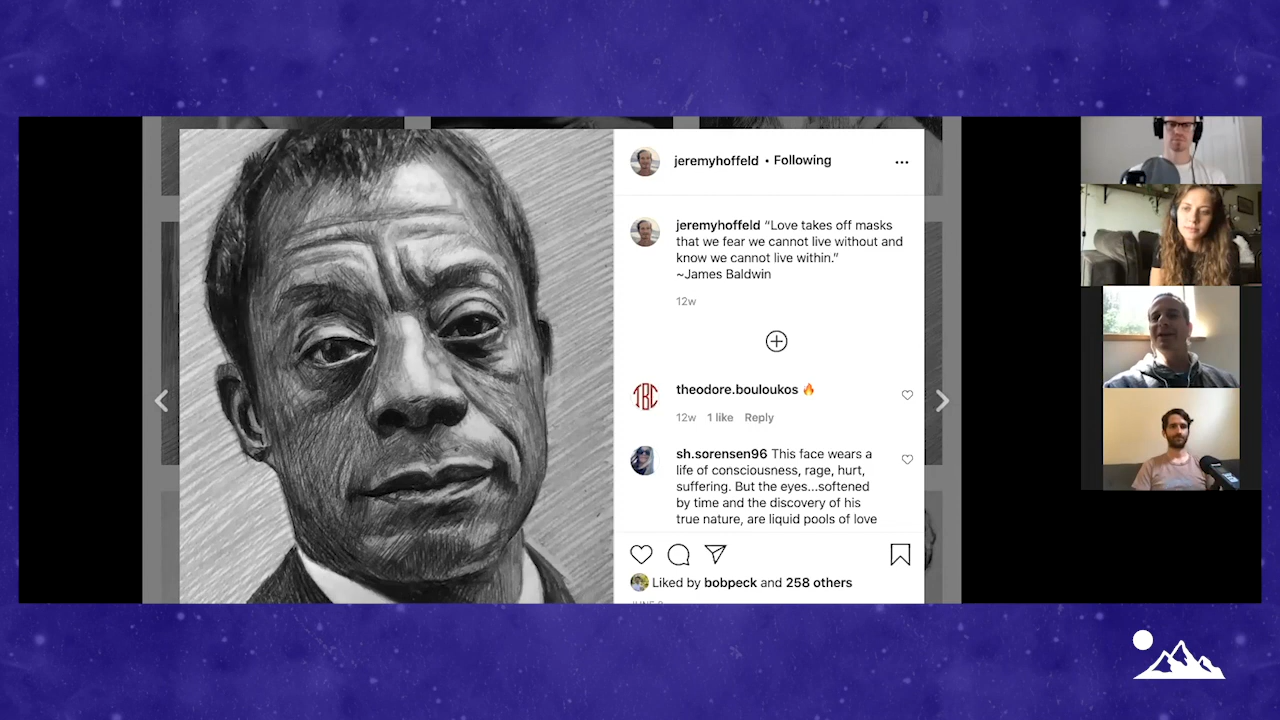 jeremyhoffeld • Following
jeremyhoffeld “Love takes off masks
that we fear we cannot live without and
know we cannot live within.”
~James Baldwin
12w
theodore.bouloukos 🔥
12w 1 like Reply
sh.sorensen96 This face wears a
life of consciousness, rage, hurt,
suffering. But the eyes...softened
by time and the discovery of his
true nature, are liquid pools of love
Liked by bobpeck and 258 others